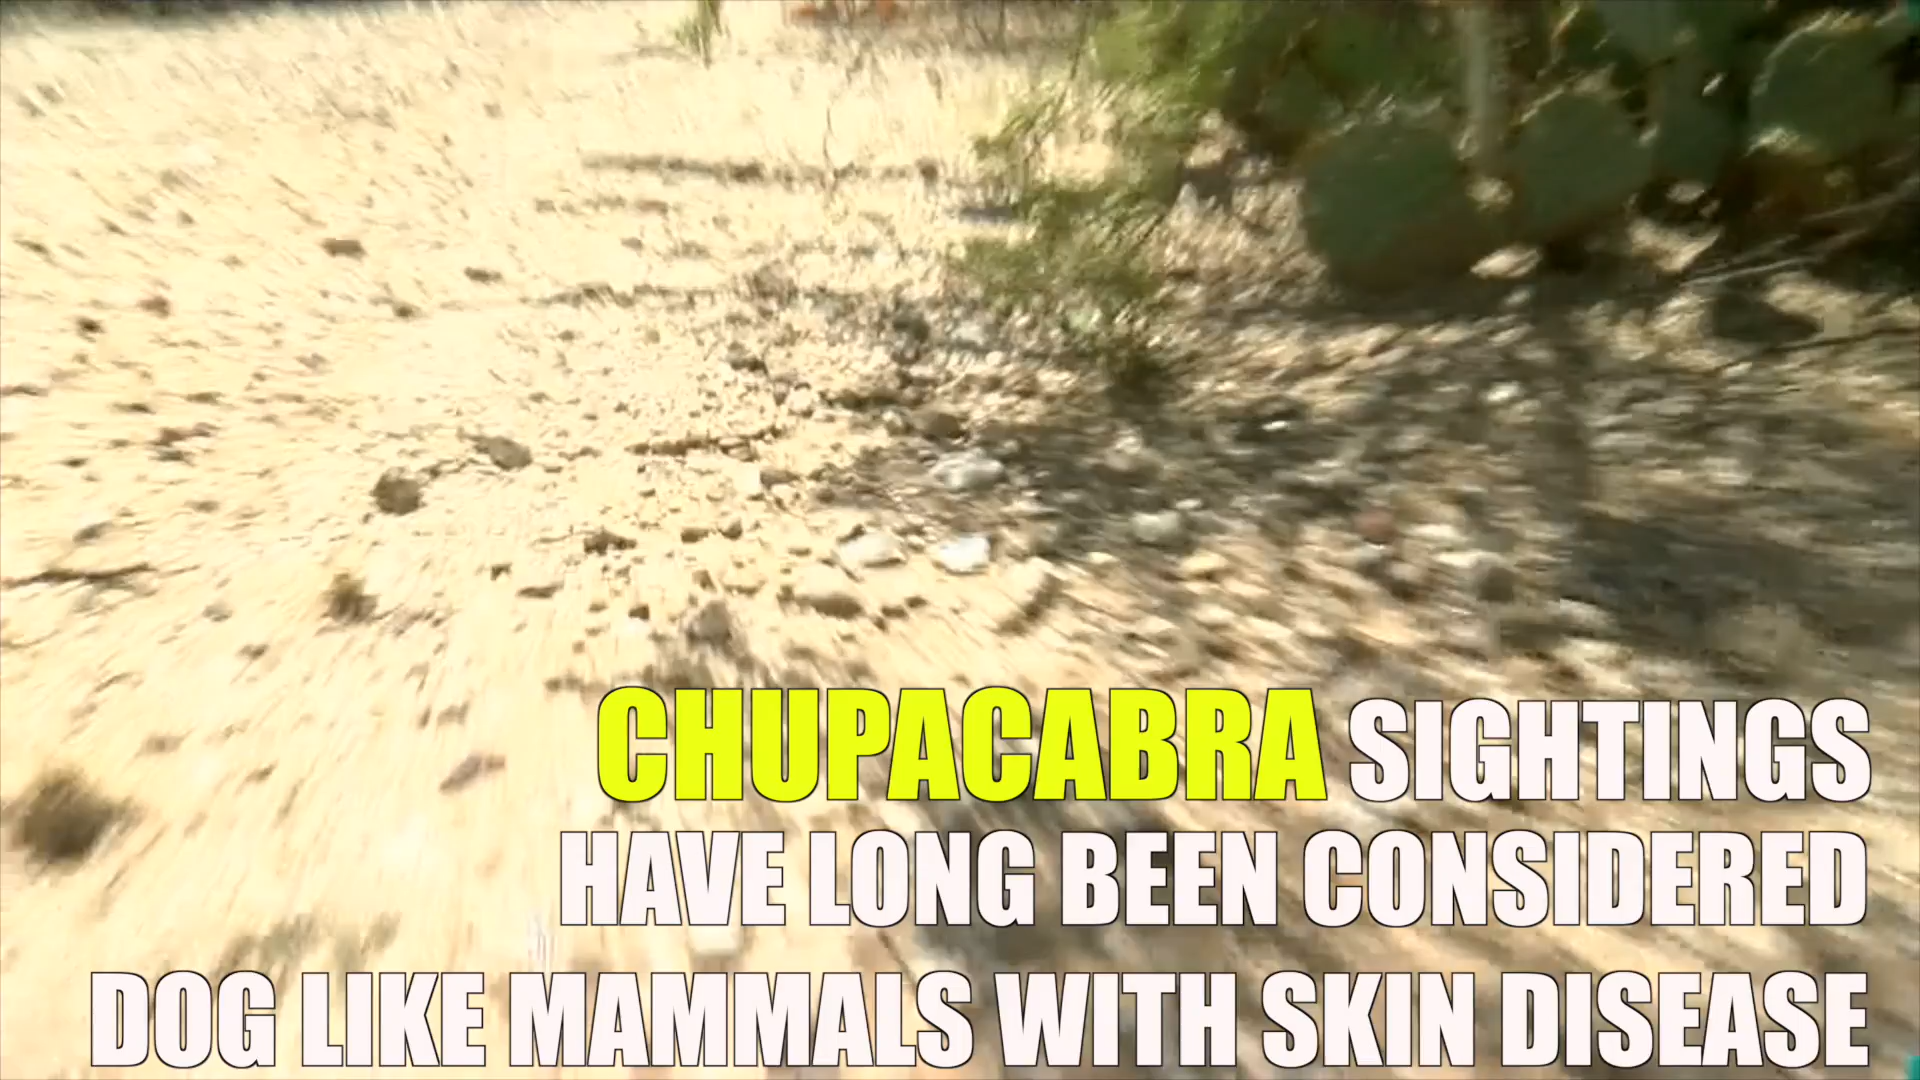 CHUPACABRA SIGHTINGS
HAVE LONG BEEN CONSIDERED
DOG LIKE MAMMALS WITH SKIN DISEASE